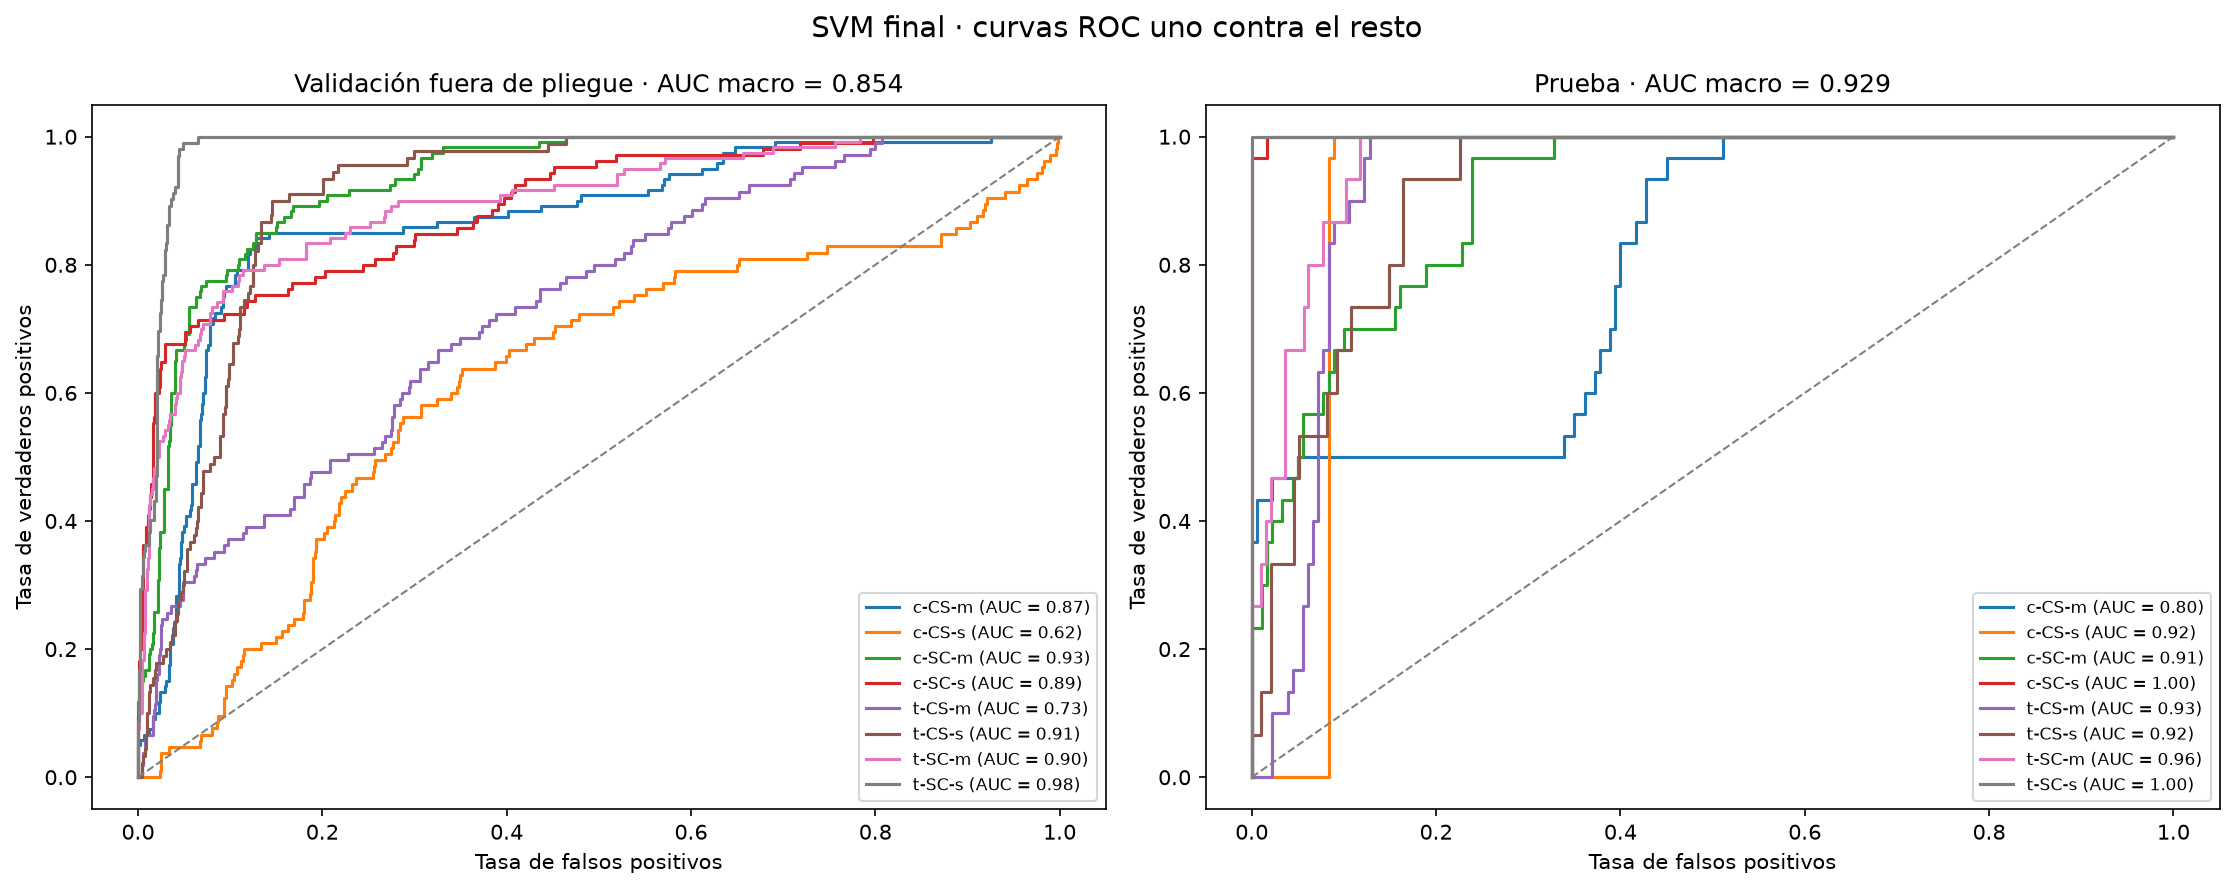 SVM final · curvas ROC uno contra el resto
Validación fuera de pliegue · AUC macro = 0.854
Tasa de verdaderos positivos
1.0
0.8
0.6
0.4
0.2
0.0
0.0 0.2 0.4 0.6 0.8 1.0
Tasa de falsos positivos
c-CS-m (AUC = 0.87)
c-CS-s (AUC = 0.62)
c-SC-m (AUC = 0.93)
c-SC-s (AUC = 0.89)
t-CS-m (AUC = 0.73)
t-CS-s (AUC = 0.91)
t-SC-m (AUC = 0.90)
t-SC-s (AUC = 0.98)
Prueba · AUC macro = 0.929
Tasa de verdaderos positivos
1.0
0.8
0.6
0.4
0.2
0.0
0.0 0.2 0.4 0.6 0.8 1.0
Tasa de falsos positivos
c-CS-m (AUC = 0.80)
c-CS-s (AUC = 0.92)
c-SC-m (AUC = 0.91)
c-SC-s (AUC = 1.00)
t-CS-m (AUC = 0.93)
t-CS-s (AUC = 0.92)
t-SC-m (AUC = 0.96)
t-SC-s (AUC = 1.00)